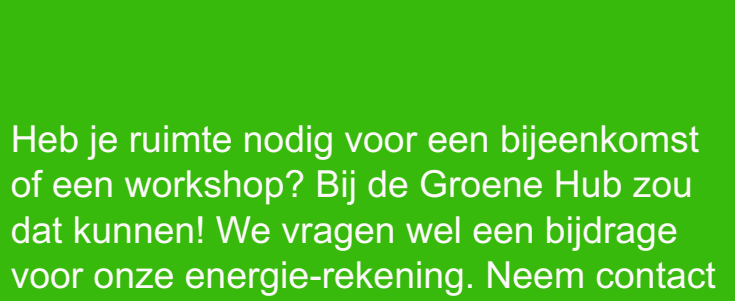 Heb je ruimte nodig voor een bijeenkomst
of een workshop? Bij de Groene Hub zou
dat kunnen! We vragen wel een bijdrage
voor onze energie-rekening. Neem contact